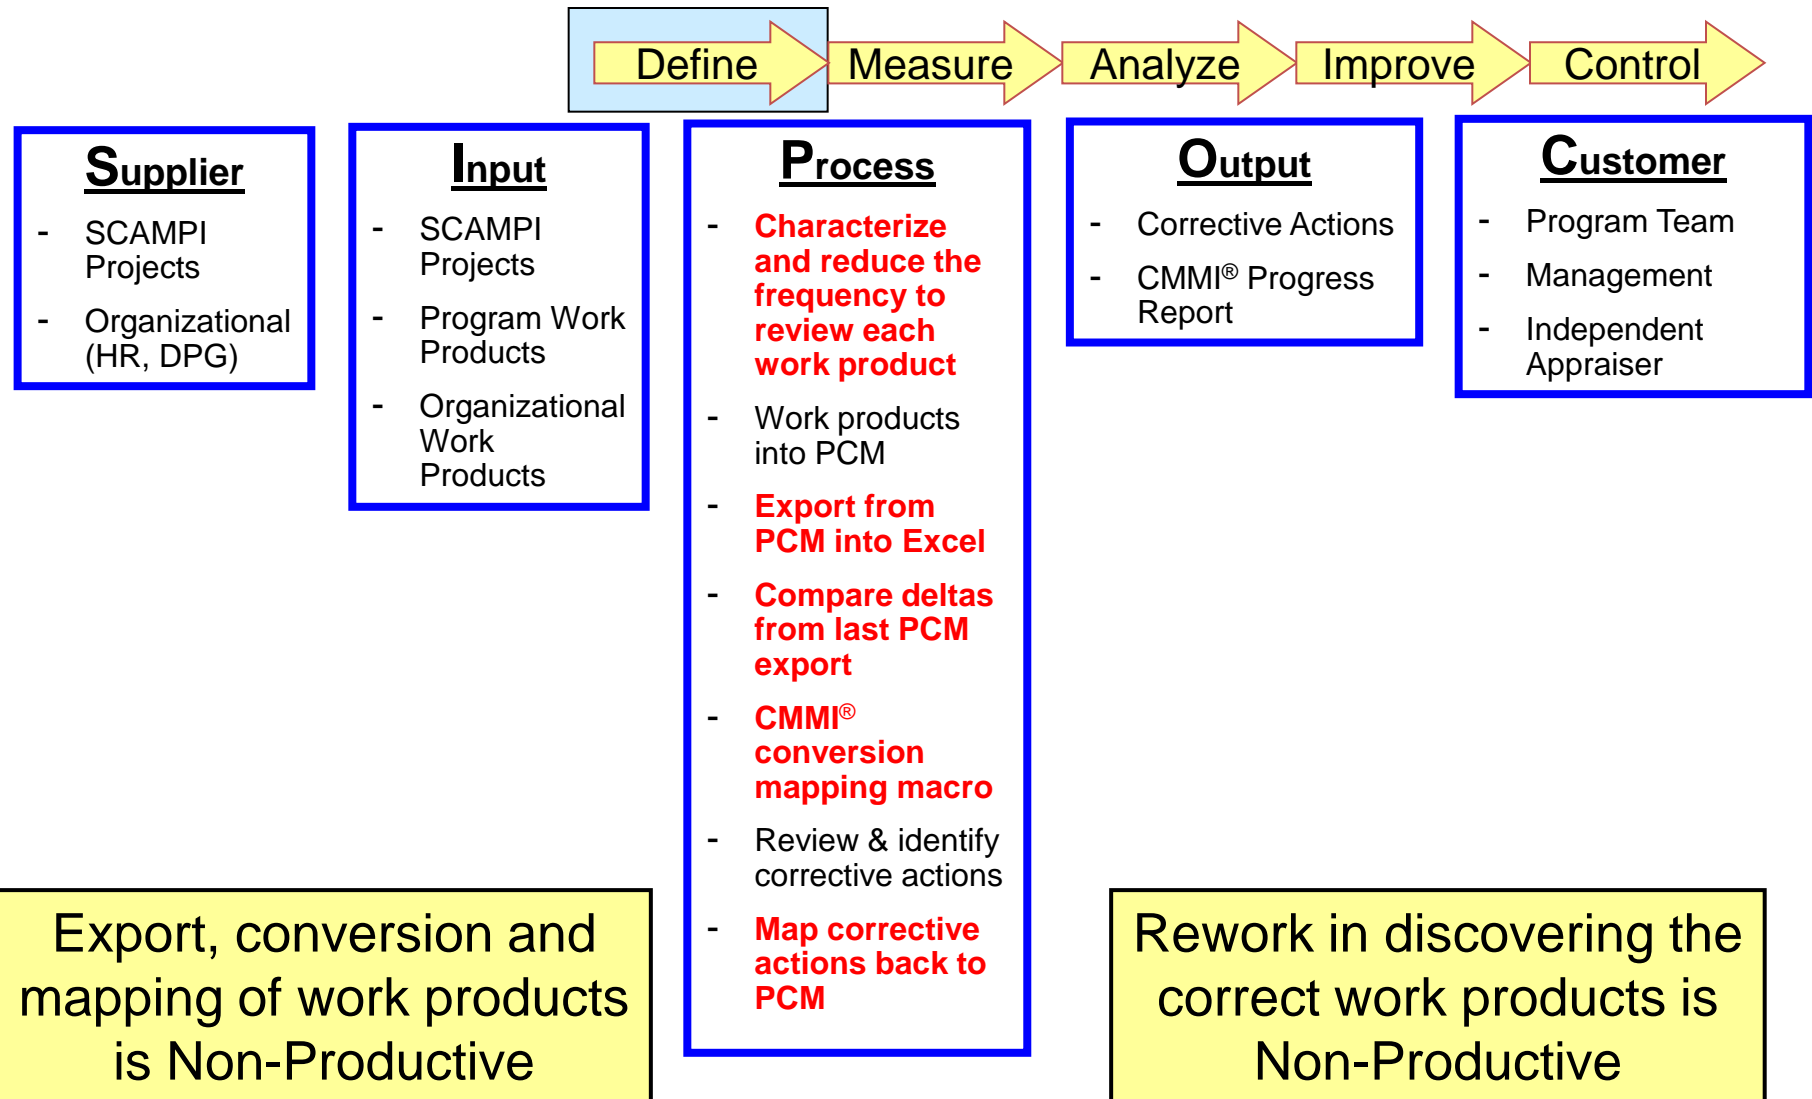 Define
Measure
Analyze
Improve
Control
Supplier
- SCAMPI
Projects
- Organizational
(HR, DPG)
Input
- SCAMPI
Projects
- Program Work
Products
- Organizational
Work
Products
Process
- Characterize
and reduce the
frequency to
review each
work product
- Work products
into PCM
- Export from
PCM into Excel
- Compare deltas
from last PCM
export
- CMMI®
conversion
mapping macro
- Review & identify
corrective actions
- Map corrective
actions back to
PCM
Output
- Corrective Actions
- CMMI® Progress
Report
Customer
- Program Team
- Management
- Independent
Appraiser
Export, conversion and
mapping of work products
is Non-Productive
Rework in discovering the
correct work products is
Non-Productive